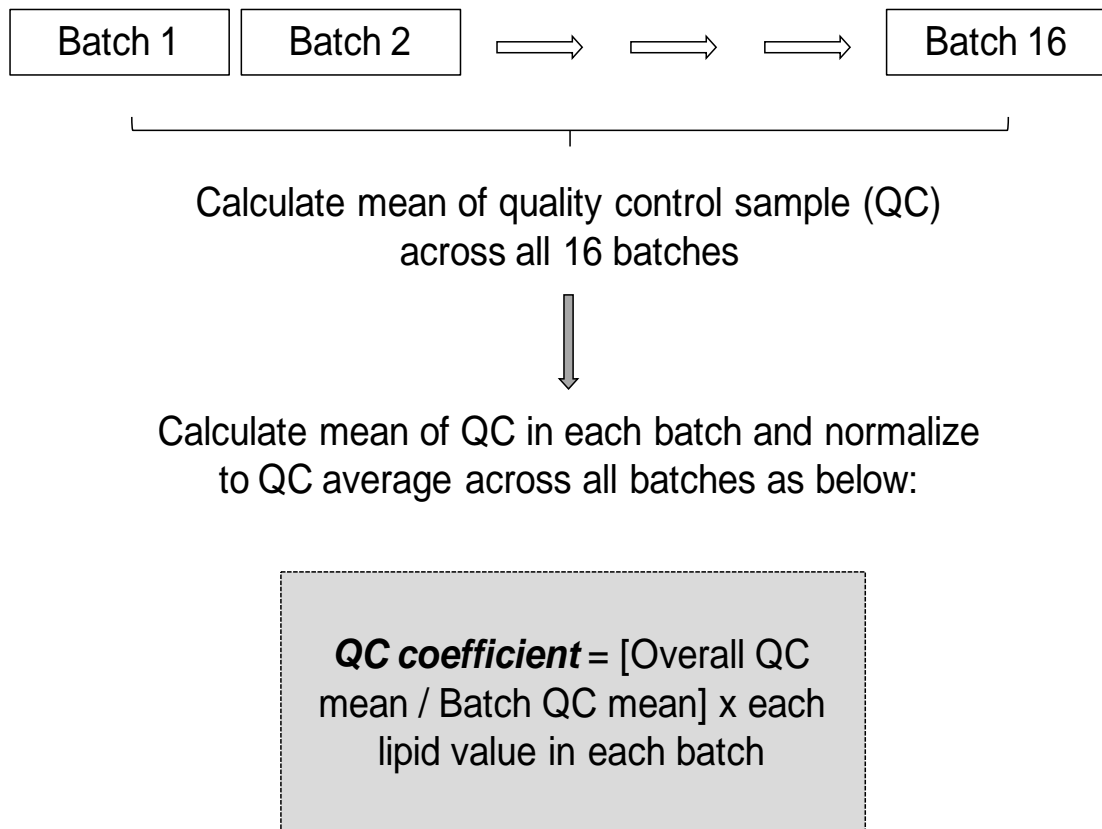 Batch 1
Batch 2
Batch 16
Calculate mean of quality control sample (QC)
across all 16 batches
Calculate mean of QC in each batch and normalize
to QC average across all batches as below:
QC coefficient = [Overall QC
mean / Batch QC mean] x each
lipid value in each batch